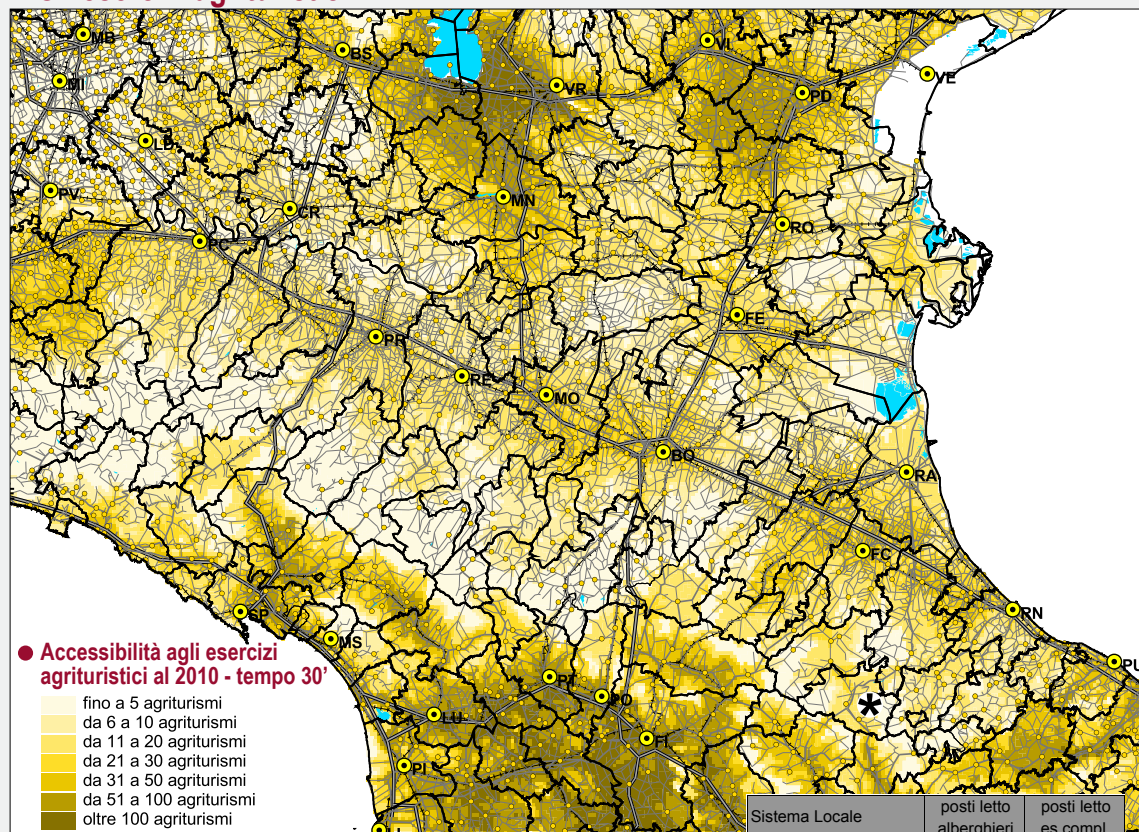 MB
BS
VI
VE
MI
VR
PD
LD
PV
MN
CR
RO
PC
FE
PR
RE
MO
BO
RA
FC
SP
RN
MS
PU
PT
PO
*
LU
FI
PI
● Accessibilità agli esercizi
agrituristici al 2010 - tempo 30'
fino a 5 agriturismi
da 6 a 10 agriturismi
da 11 a 20 agriturismi
da 21 a 30 agriturismi
da 31 a 50 agriturismi
da 51 a 100 agriturismi
oltre 100 agriturismi
Sistema Locale
posti letto
alberghieri
posti letto
es.compl.